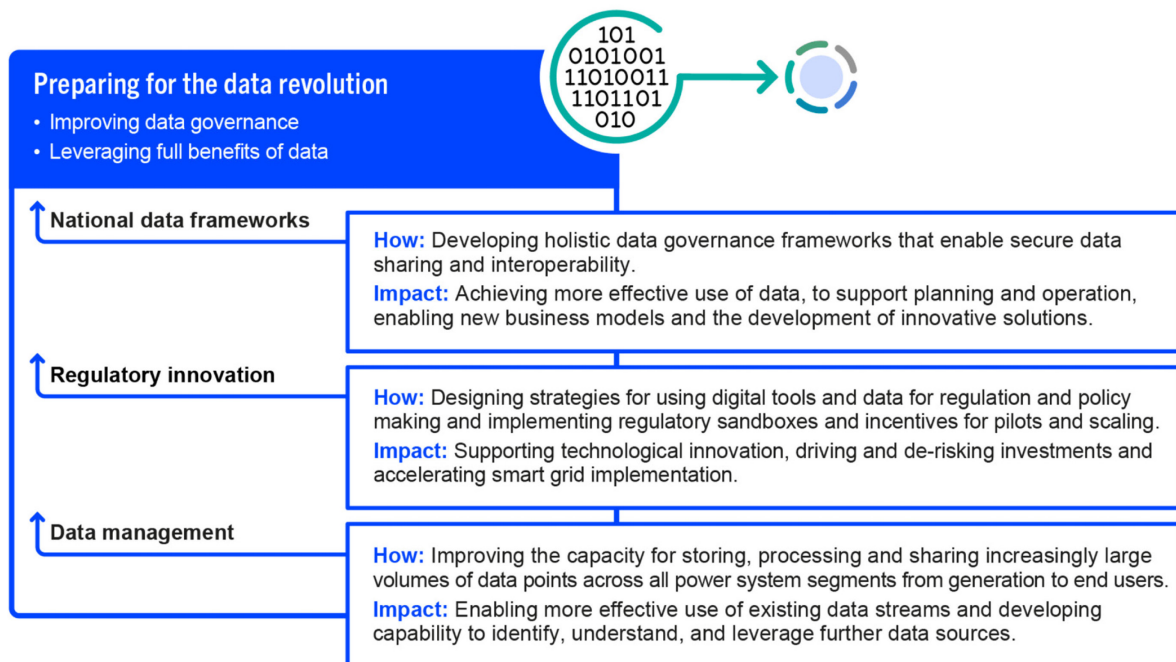 101
0101001
11010011
1101101
010
Preparing for the data revolution
• Improving data governance
• Leveraging full benefits of data
National data frameworks
How: Developing holistic data governance frameworks that enable secure data
sharing and interoperability.
Impact: Achieving more effective use of data, to support planning and operation,
enabling new business models and the development of innovative solutions.
Regulatory innovation
How: Designing strategies for using digital tools and data for regulation and policy
making and implementing regulatory sandboxes and incentives for pilots and scaling.
Impact: Supporting technological innovation, driving and de-risking investments and
accelerating smart grid implementation.
Data management
How: Improving the capacity for storing, processing and sharing increasingly large
volumes of data points across all power system segments from generation to end users.
Impact: Enabling more effective use of existing data streams and developing
capability to identify, understand, and leverage further data sources.